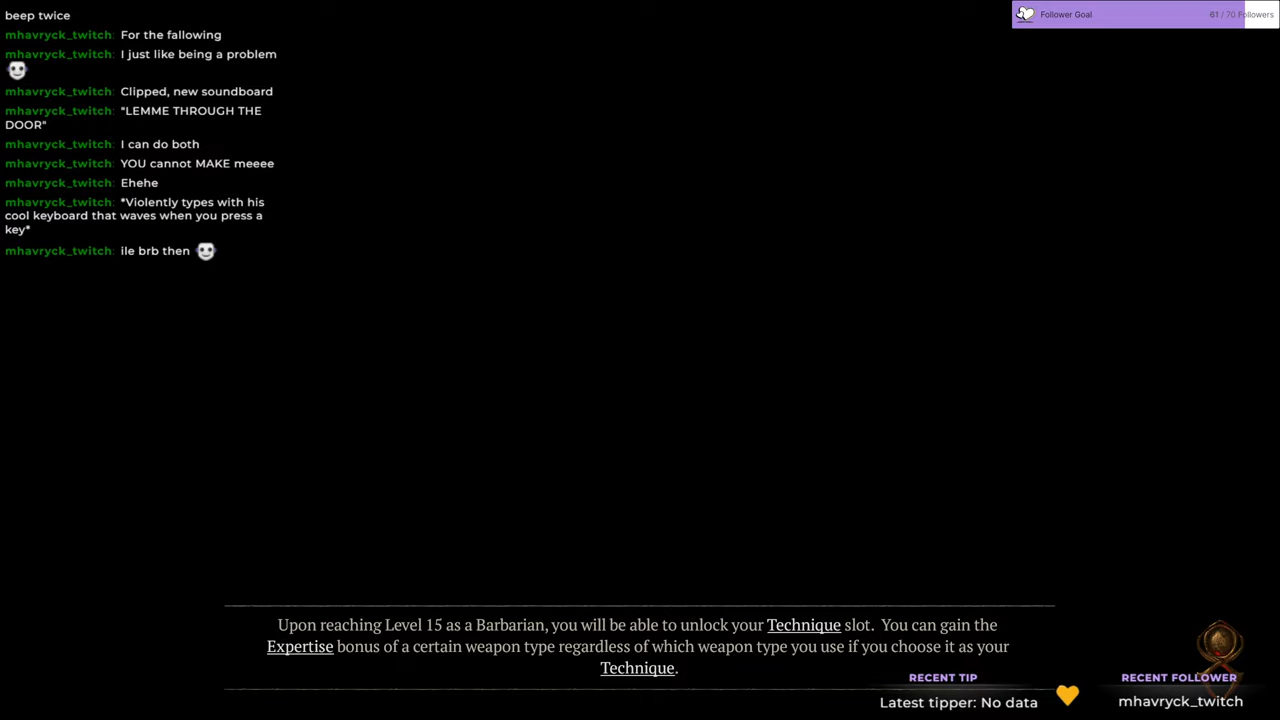 beep twice
mhavryck_twitch: For the fallowing
mhavryck_twitch: I just like being a problem
mhavryck_twitch: Clipped, new soundboard
mhavryck_twitch: "LEMME THROUGH THE
DOOR"
mhavryck_twitch: I can do both
mhavryck_twitch: YOU cannot MAKE meeee
mhavryck_twitch: Ehehe
mhavryck_twitch: *Violently types with his
cool keyboard that waves when you press a
key*
mhavryck_twitch: ile brb then
Follower Goal
61 / 70 Followers
Upon reaching Level 15 as a Barbarian, you will be able to unlock your Technique slot. You can gain the
Expertise bonus of a certain weapon type regardless of which weapon type you use if you choose it as your
Technique.
RECENT TIP
Latest tipper: No data
RECENT FOLLOWER
mhavryck_twitch